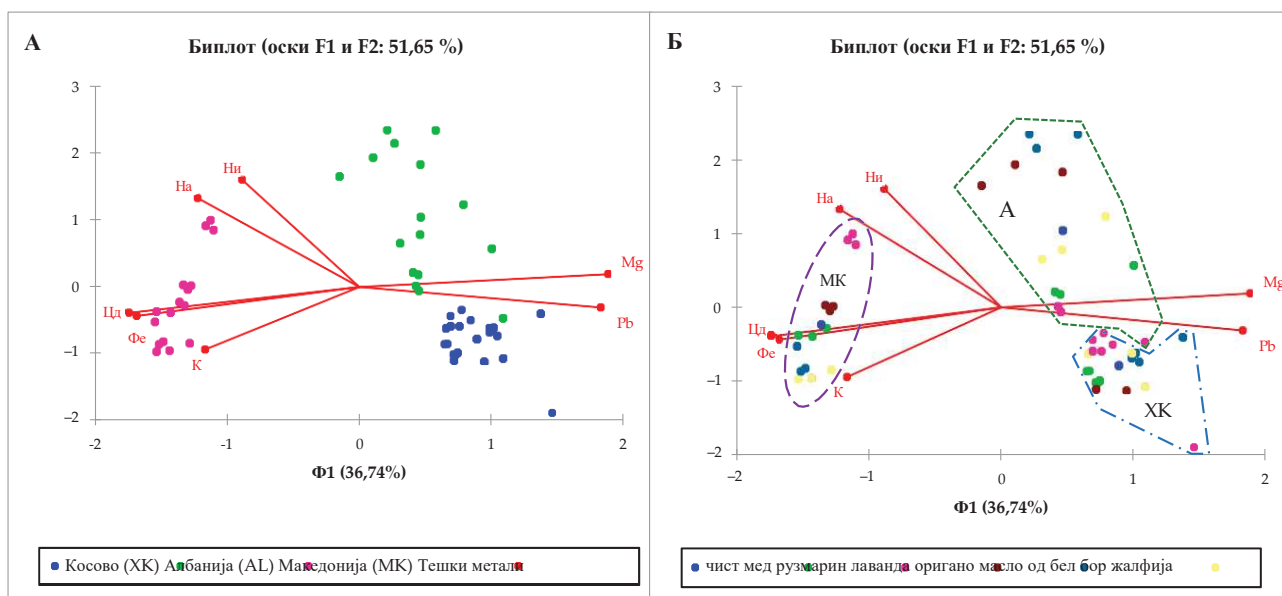 А
Биплот (оски F1 и F2: 51,65 %)
3
2
1
0
–1
–2
-2
-1
0
1
2
Ни
На
Mg
Pb
Цд
Фе
К
Ф1 (36,74%)
Косово (XK) Албанија (AL) Македонија (MK) Тешки метали
Б
Биплот (оски F1 и F2: 51,65 %)
3
2
1
0
–1
–2
–2
–1
0
1
2
Ни
На
А
МК
Mg
Pb
Цд
Фе
К
ХК
Ф1 (36,74%)
чист мед рузмарин лаванда оригано масло од бел бор жалфија